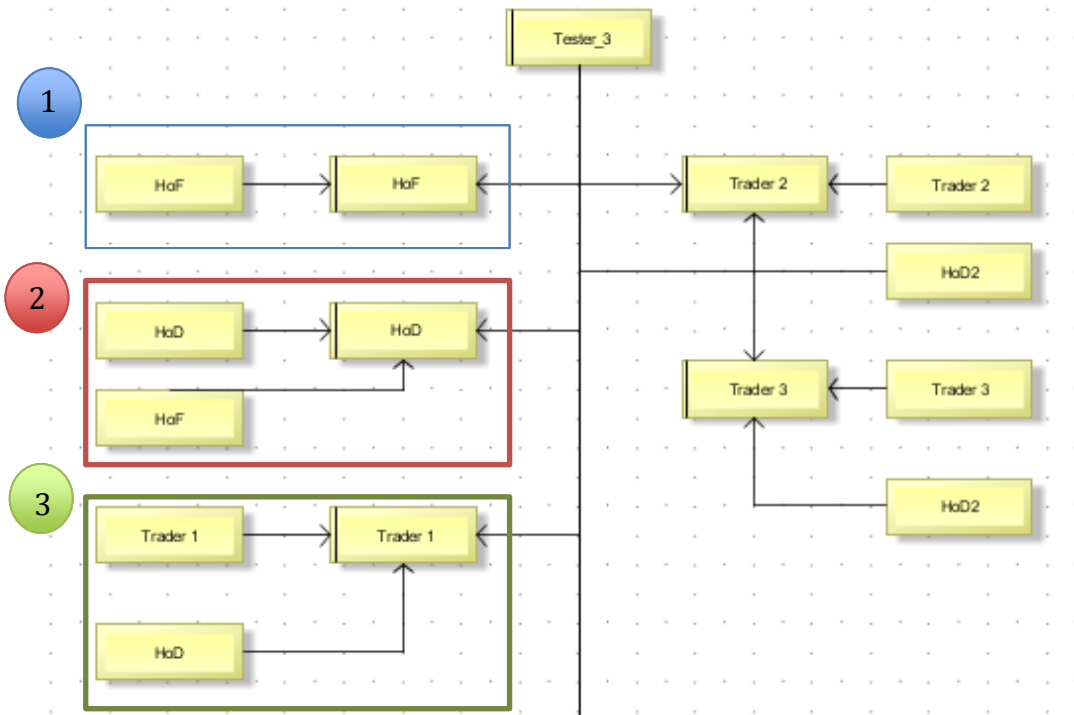 Tester_3
1
HoF
HoF
Trader 2
Trader 2
HoD2
2
HoD
HoD
HoF
Trader 3
Trader 3
3
Trader 1
Trader 1
HoD2
HoD